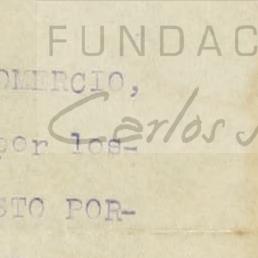 FUNDAC
OMERCIO,
Carlos
por los-
STO POR-